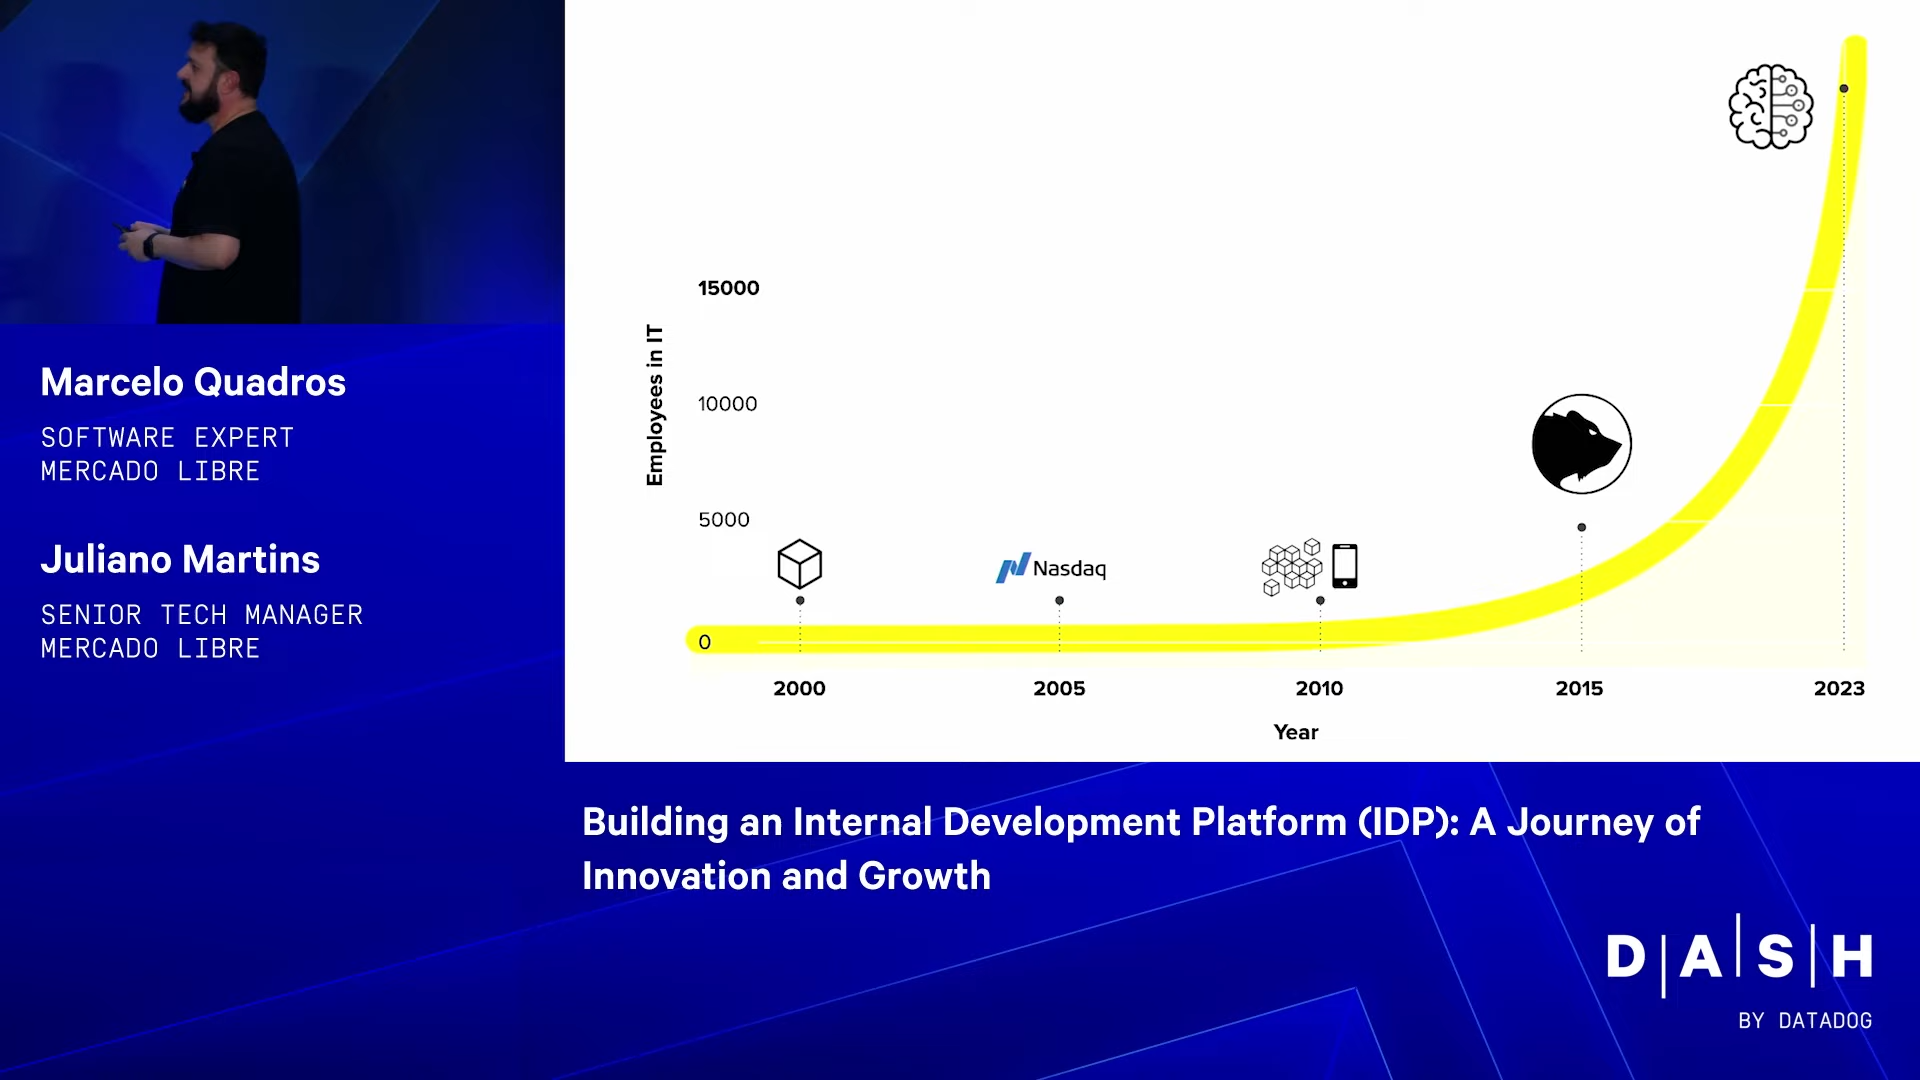 Marcelo Quadros
SOFTWARE EXPERT
MERCADO LIBRE
Juliano Martins
SENIOR TECH MANAGER
MERCADO LIBRE
Employees in IT
15000
10000
5000
0
Nasdaq
2000
2005
2010
2015
2023
Year
Building an Internal Development Platform (IDP): A Journey of
Innovation and Growth
D|A|S|H
BY DATADOG